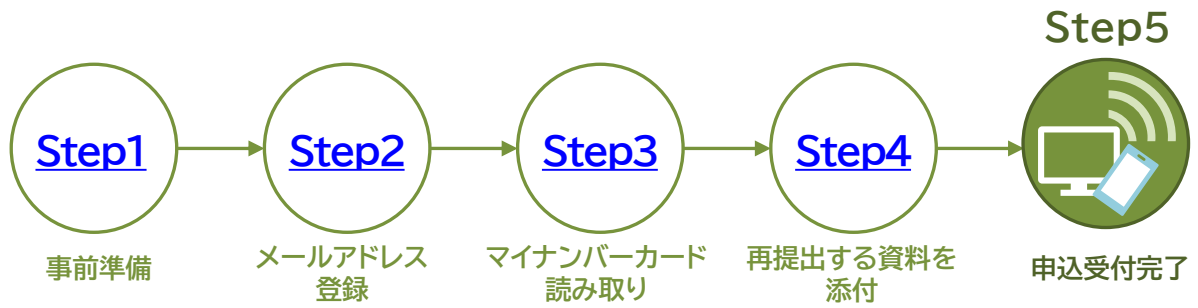 Step5
Step1
Step2
Step3
Step4
事前準備
メールアドレス
登録
マイナンバーカード
読み取り
再提出する資料を
添付
申込受付完了